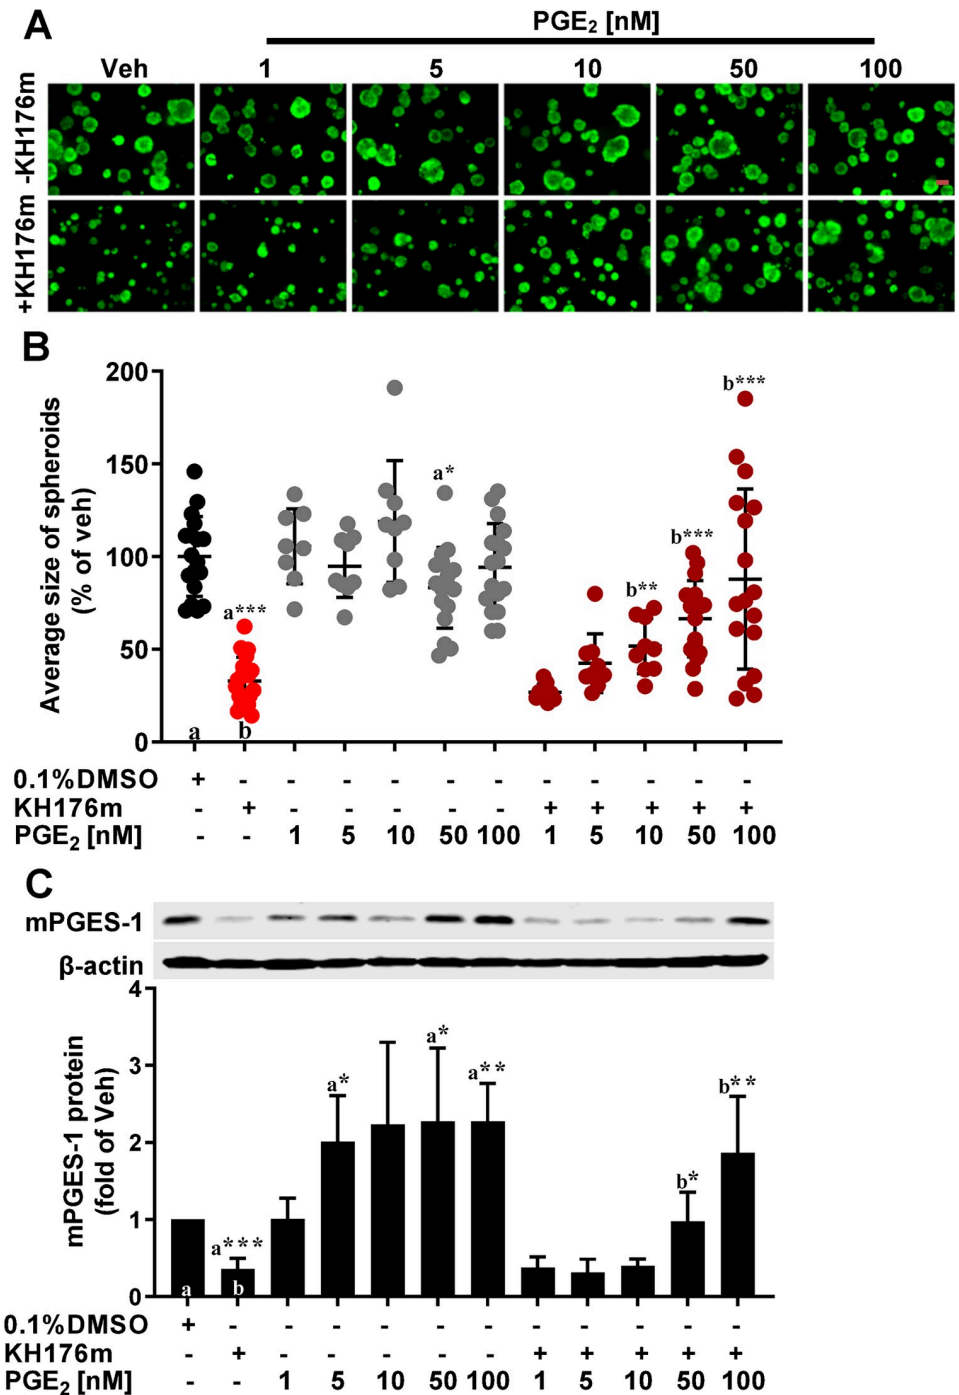 A
PGE₂ [nM]
Veh 1 5 10 50 100
-KH176m
+KH176m
B
Average size of spheroids
(% of veh)
200
150
100
50
0
a***
a*
b**
b***
b***
a b
0.1%DMSO + - - - - - - - - - - -
KH176m - + - - - - - + + + + +
PGE₂ [nM] - - 1 5 10 50 100 1 5 10 50 100
C
mPGES-1
β-actin
mPGES-1 protein
(fold of Veh)
4
3
2
1
0
a***
a*
a*
a**
b*
b**
a b
0.1%DMSO + - - - - - - - - - - -
KH176m - + - - - - - + + + + +
PGE₂ [nM] - - 1 5 10 50 100 1 5 10 50 100